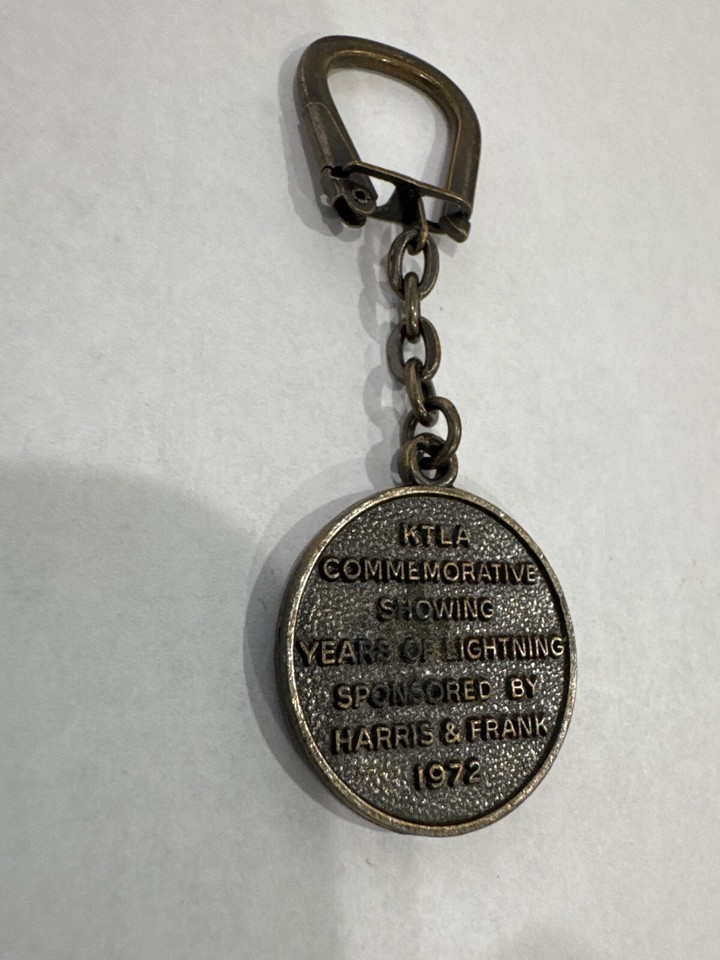 KTLA
COMMEMORATIVE
SHOWING
YEARS OF LIGHTNING
SPONSORED BY
HARRIS & FRANK
1972